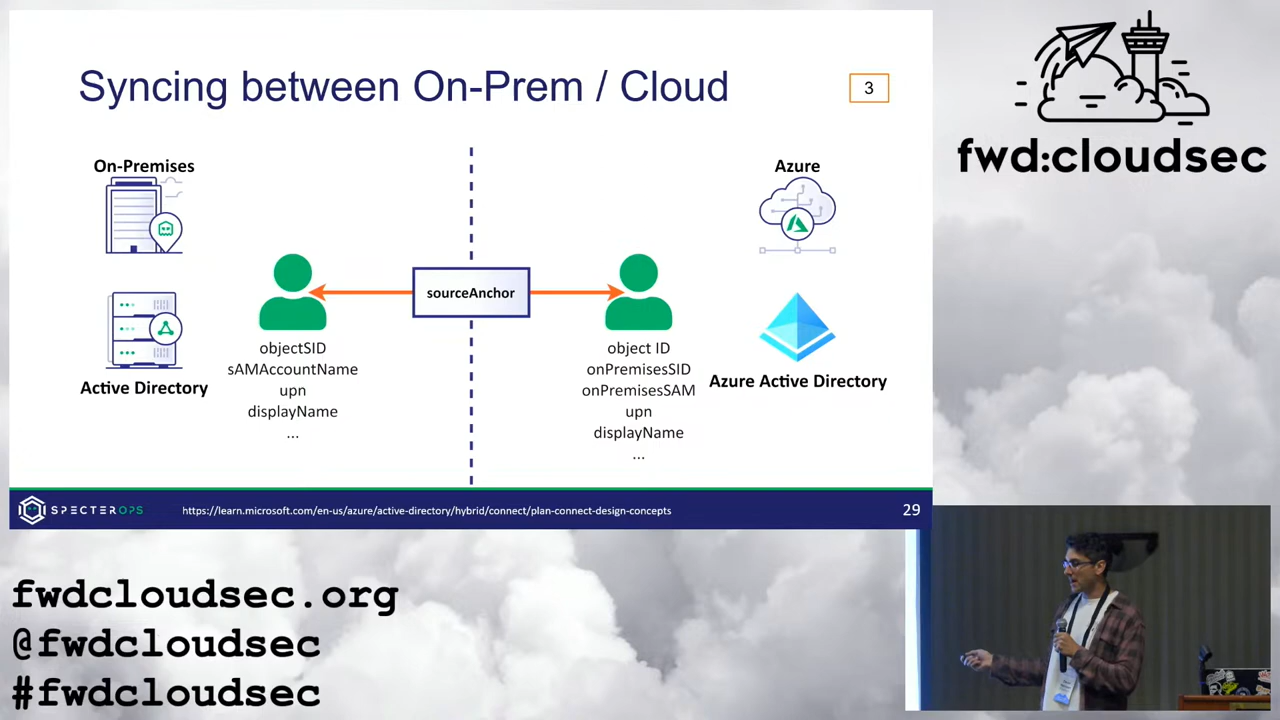 Syncing between On-Prem / Cloud
3
On-Premises
Azure
sourceAnchor
objectSID
sAMAccountName
upn
displayName
...
object ID
onPremisesSID
onPremisesSAM
upn
displayName
...
Active Directory
Azure Active Directory
SPECTEROPS
https://learn.microsoft.com/en-us/azure/active-directory/hybrid/connect/plan-connect-design-concepts
29
fwd:cloudsec
fwdcloudsec.org
@fwdcloudsec
#fwdcloudsec